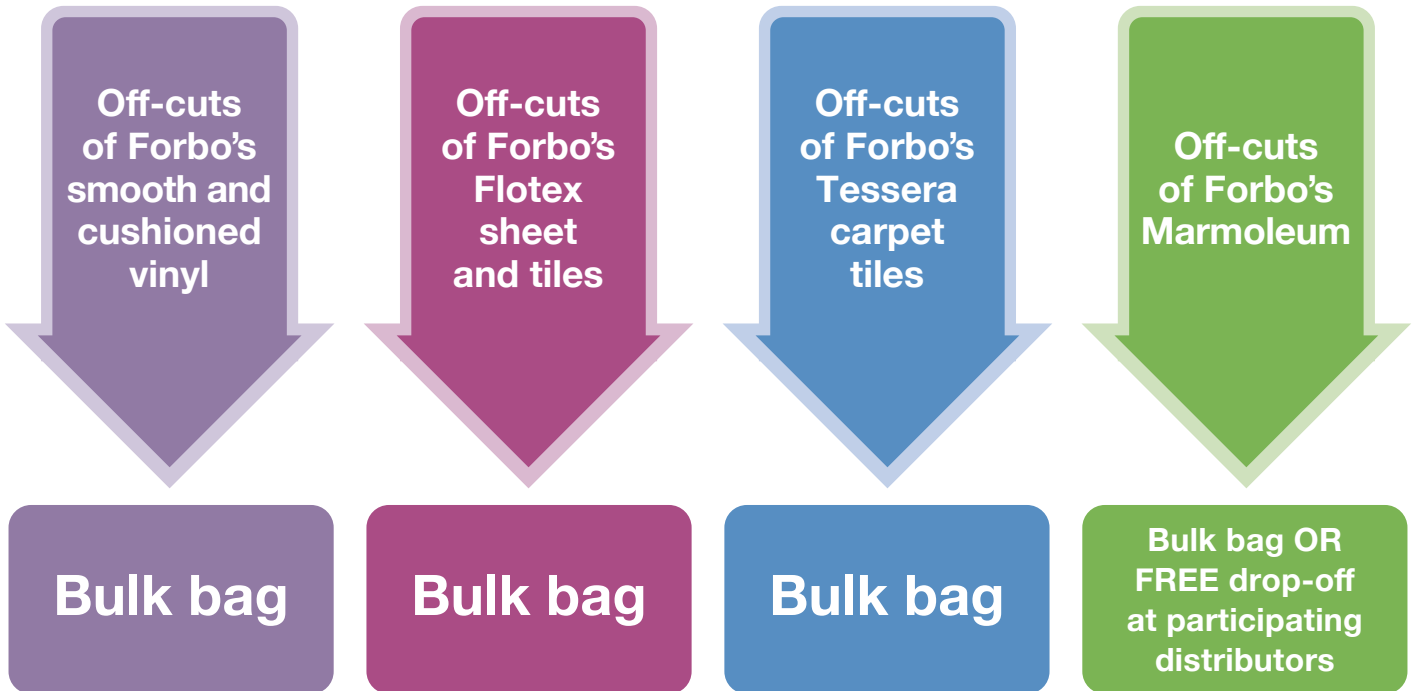 Off-cuts
of Forbo’s
smooth and
cushioned
vinyl
Off-cuts
of Forbo’s
Flotex
sheet
and tiles
Off-cuts
of Forbo’s
Tessera
carpet
tiles
Off-cuts
of Forbo’s
Marmoleum
Bulk bag
Bulk bag
Bulk bag
Bulk bag OR
FREE drop-off
at participating
distributors